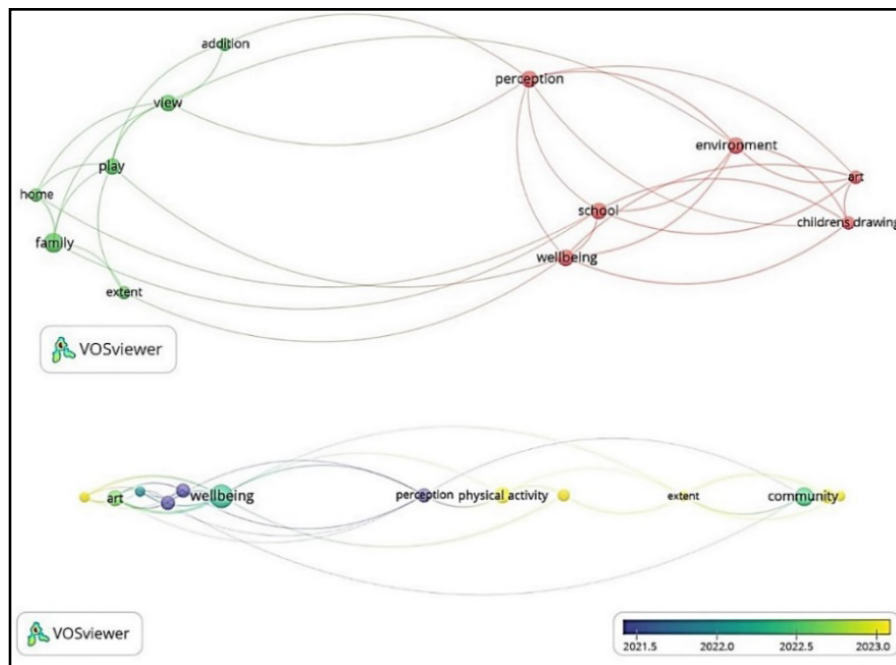 addition
perception
view
environment
play
art
home
school
childrens drawing
family
wellbeing
extent
VOSviewer
art
wellbeing
perception
physical activity
extent
community
VOSviewer
2021.5 2022.0 2022.5 2023.0